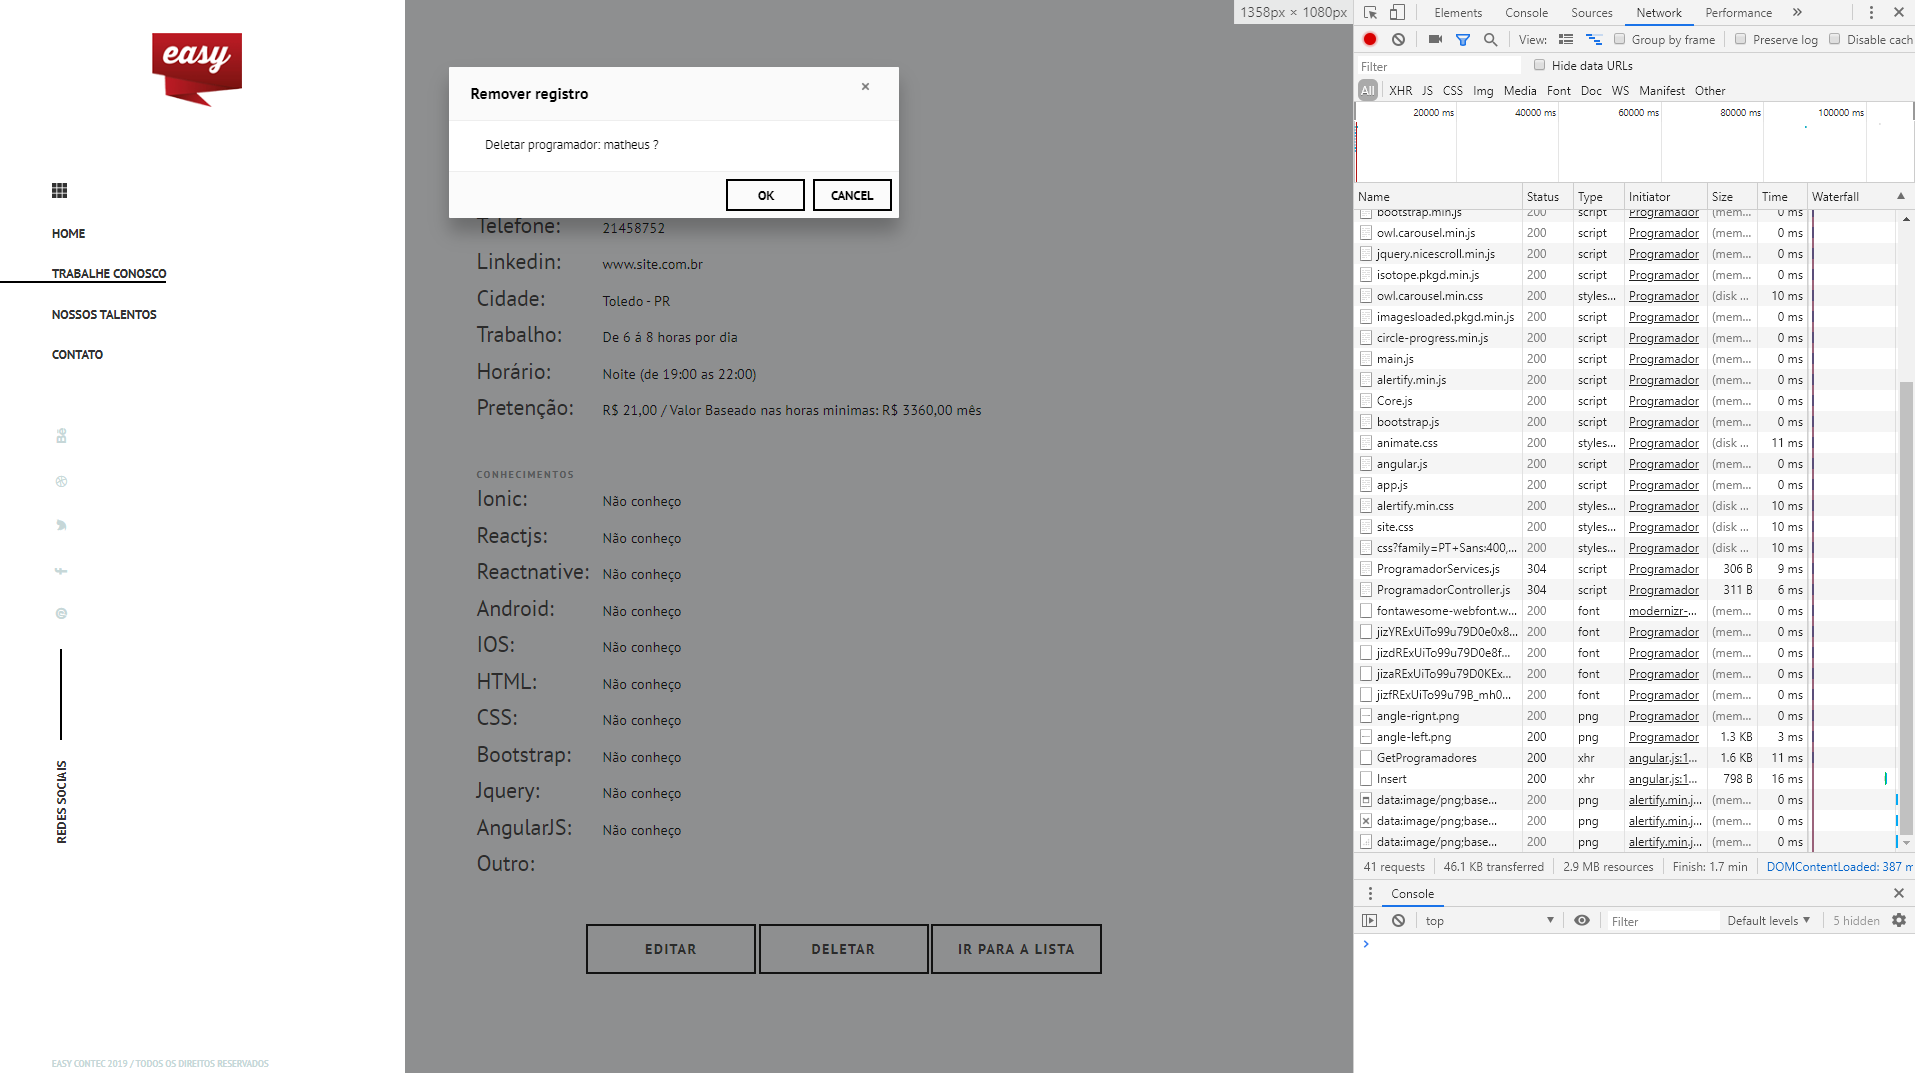 easy
HOME
TRABALHE CONOSCO
NOSSOS TALENTOS
CONTATO
REDES SOCIAIS
EASY CONTEC 2019 / TODOS OS DIREITOS RESERVADOS
1358px × 1080px
Remover registro
×
Deletar programador: matheus ?
OK CANCEL
Telefone: 21458752
Linkedin: www.site.com.br
Cidade: Toledo - PR
Trabalho: De 6 á 8 horas por dia
Horário: Noite (de 19:00 as 22:00)
Pretenção: R$ 21,00 / Valor Baseado nas horas minimas: R$ 3360,00 mês
CONHECIMENTOS
Ionic: Não conheço
Reactjs: Não conheço
Reactnative: Não conheço
Android: Não conheço
IOS: Não conheço
HTML: Não conheço
CSS: Não conheço
Bootstrap: Não conheço
Jquery: Não conheço
AngularJS: Não conheço
Outro:
EDITAR DELETAR IR PARA A LISTA
Elements Console Sources Network Performance »
View: Group by frame Preserve log Disable cach
Filter Hide data URLs
All XHR JS CSS Img Media Font Doc WS Manifest Other
20000 ms 40000 ms 60000 ms 80000 ms 100000 ms
Name Status Type Initiator Size Time Waterfall
bootstrap.min.js 200 script Programador (mem... 0 ms
owl.carousel.min.js 200 script Programador (mem... 0 ms
jquery.nicescroll.min.js 200 script Programador (mem... 0 ms
isotope.pkgd.min.js 200 script Programador (mem... 0 ms
owl.carousel.min.css 200 styles... Programador (disk ... 10 ms
imagesloaded.pkgd.min.js 200 script Programador (mem... 0 ms
circle-progress.min.js 200 script Programador (mem... 0 ms
main.js 200 script Programador (mem... 0 ms
alertify.min.js 200 script Programador (mem... 0 ms
Core.js 200 script Programador (mem... 0 ms
bootstrap.js 200 script Programador (mem... 0 ms
animate.css 200 styles... Programador (disk ... 11 ms
angular.js 200 script Programador (mem... 0 ms
app.js 200 script Programador (mem... 0 ms
alertify.min.css 200 styles... Programador (disk ... 10 ms
site.css 200 styles... Programador (disk ... 10 ms
css?family=PT+Sans:400,... 200 styles... Programador (disk ... 10 ms
ProgramadorServices.js 304 script Programador 306 B 9 ms
ProgramadorController.js 304 script Programador 311 B 6 ms
fontawesome-webfont.w... 200 font modernizr-... (mem... 0 ms
jizYRExUiTo99u79D0e0x8... 200 font Programador (mem... 0 ms
jizdRExUiTo99u79D0e8f... 200 font Programador (mem... 0 ms
jizaRExUiTo99u79D0KEx... 200 font Programador (mem... 0 ms
jizfRExUiTo99u79B_mh0... 200 font Programador (mem... 0 ms
angle-rignt.png 200 png Programador (mem... 0 ms
angle-left.png 200 png Programador 1.3 KB 3 ms
GetProgramadores 200 xhr angular.js:1... 1.6 KB 11 ms
Insert 200 xhr angular.js:1... 798 B 16 ms
data:image/png;base... 200 png alertify.min.j... (mem... 0 ms
data:image/png;base... 200 png alertify.min.j... (mem... 0 ms
data:image/png;base... 200 png alertify.min.j... (mem... 0 ms
41 requests 46.1 KB transferred 2.9 MB resources Finish: 1.7 min DOMContentLoaded: 387 m
Console
top Filter Default levels 5 hidden